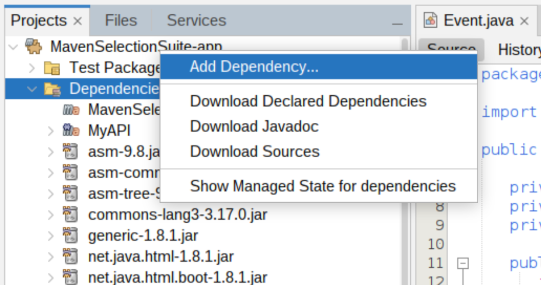 Projects
Files
Services
Event.java
MavenSelectionSuite-app
Source
History
Test Package
Add Dependency...
package
Dependencie
Download Declared Dependencies
MavenSele
import
MyAPI
Download Javadoc
asm-9.8.ja
Download Sources
public
asm-comm
asm-tree-9
Show Managed State for dependencies
priv
commons-lang3-3.17.0.jar
8
priv
generic-1.8.1.jar
9
priv
net.java.html-1.8.1.jar
10
net.java.html.boot-1.8.1.jar
11
publ
12